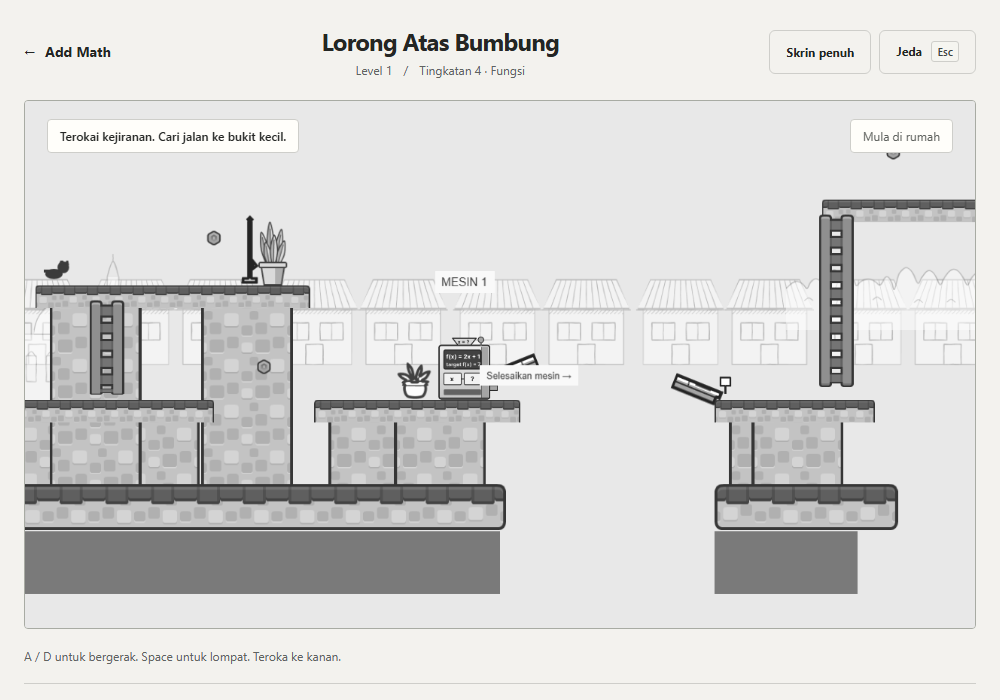 ← Add Math
Lorong Atas Bumbung
Level 1 / Tingkatan 4 · Fungsi
Skrin penuh
Jeda Esc
Terokai kejiranan. Cari jalan ke bukit kecil.
Mula di rumah
MESIN 1
f(x) = 2x + 1
target f(x) =
x
?
Selesaikan mesin →
A / D untuk bergerak. Space untuk lompat. Teroka ke kanan.